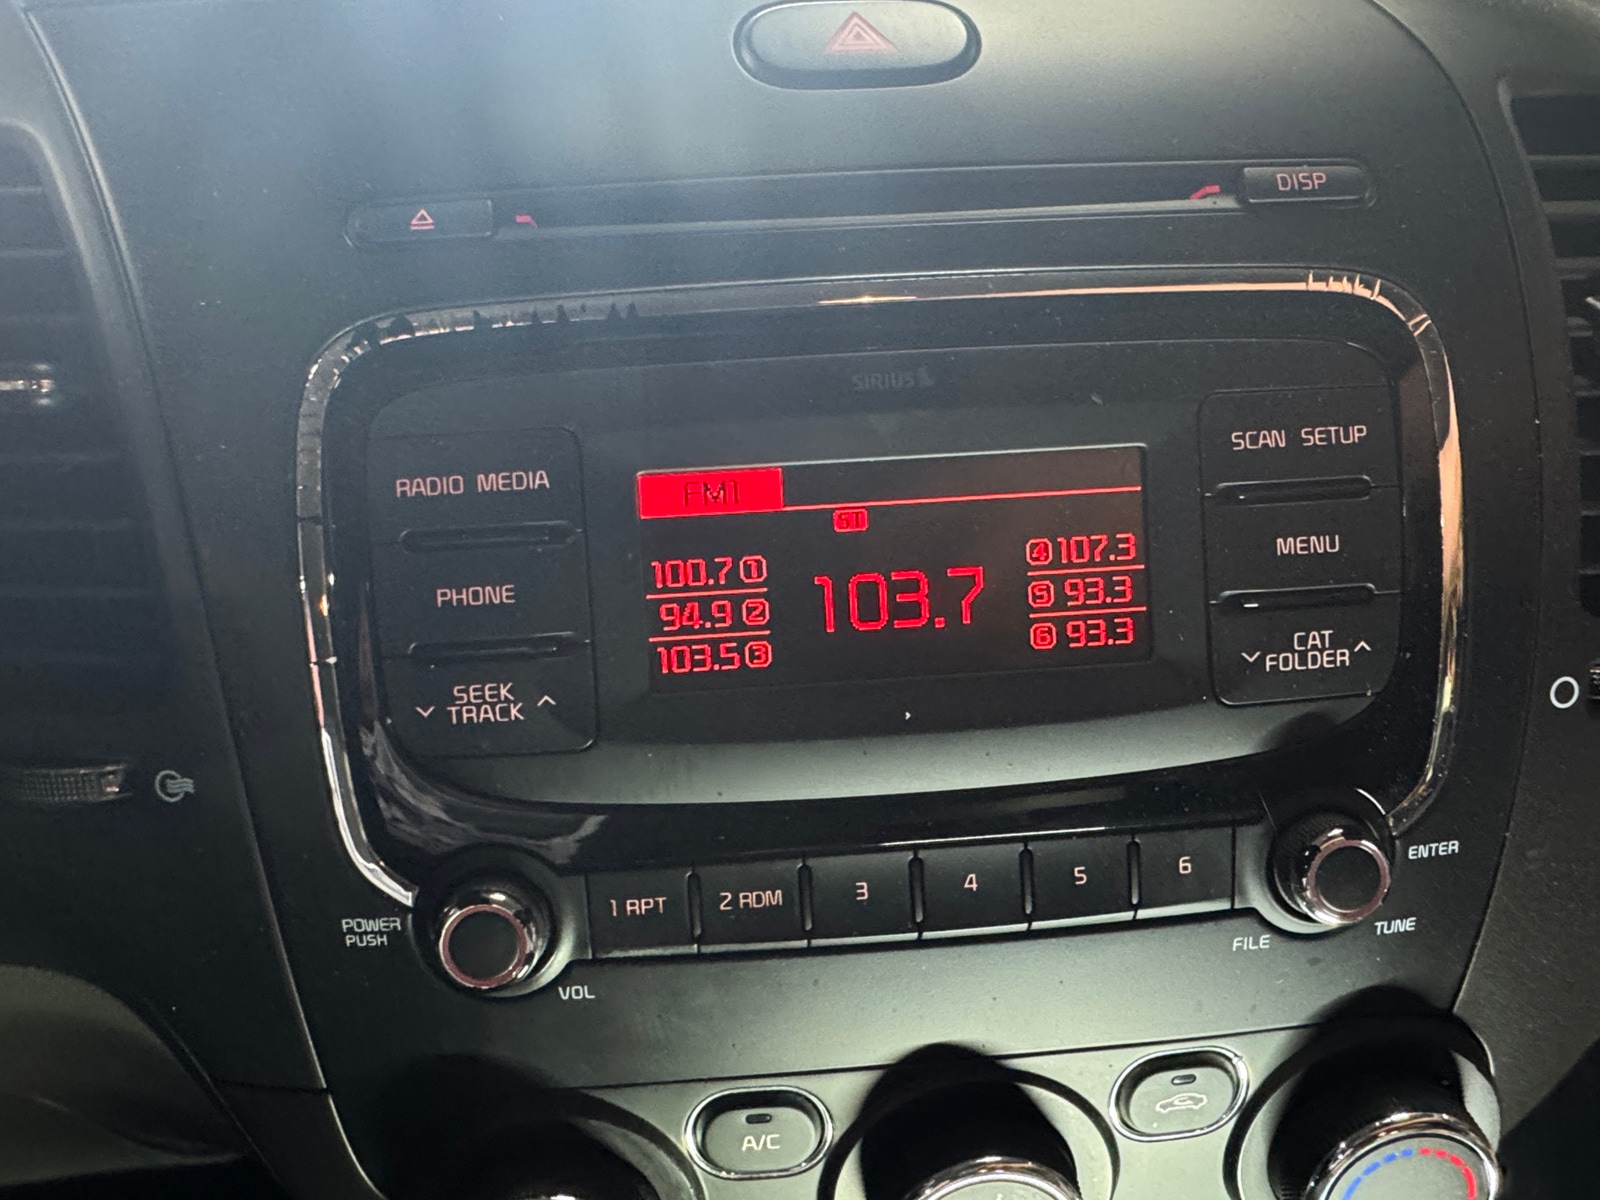 DISP
SIRIUS
RADIO MEDIA
PHONE
SEEK
TRACK
FM1
ST
100.7 1
94.9 2
103.5 3
103.7
4 107.3
5 93.3
6 93.3
SCAN SETUP
MENU
CAT
FOLDER
POWER
PUSH
VOL
1 RPT
2 RDM
3
4
5
6
ENTER
TUNE
FILE
A/C